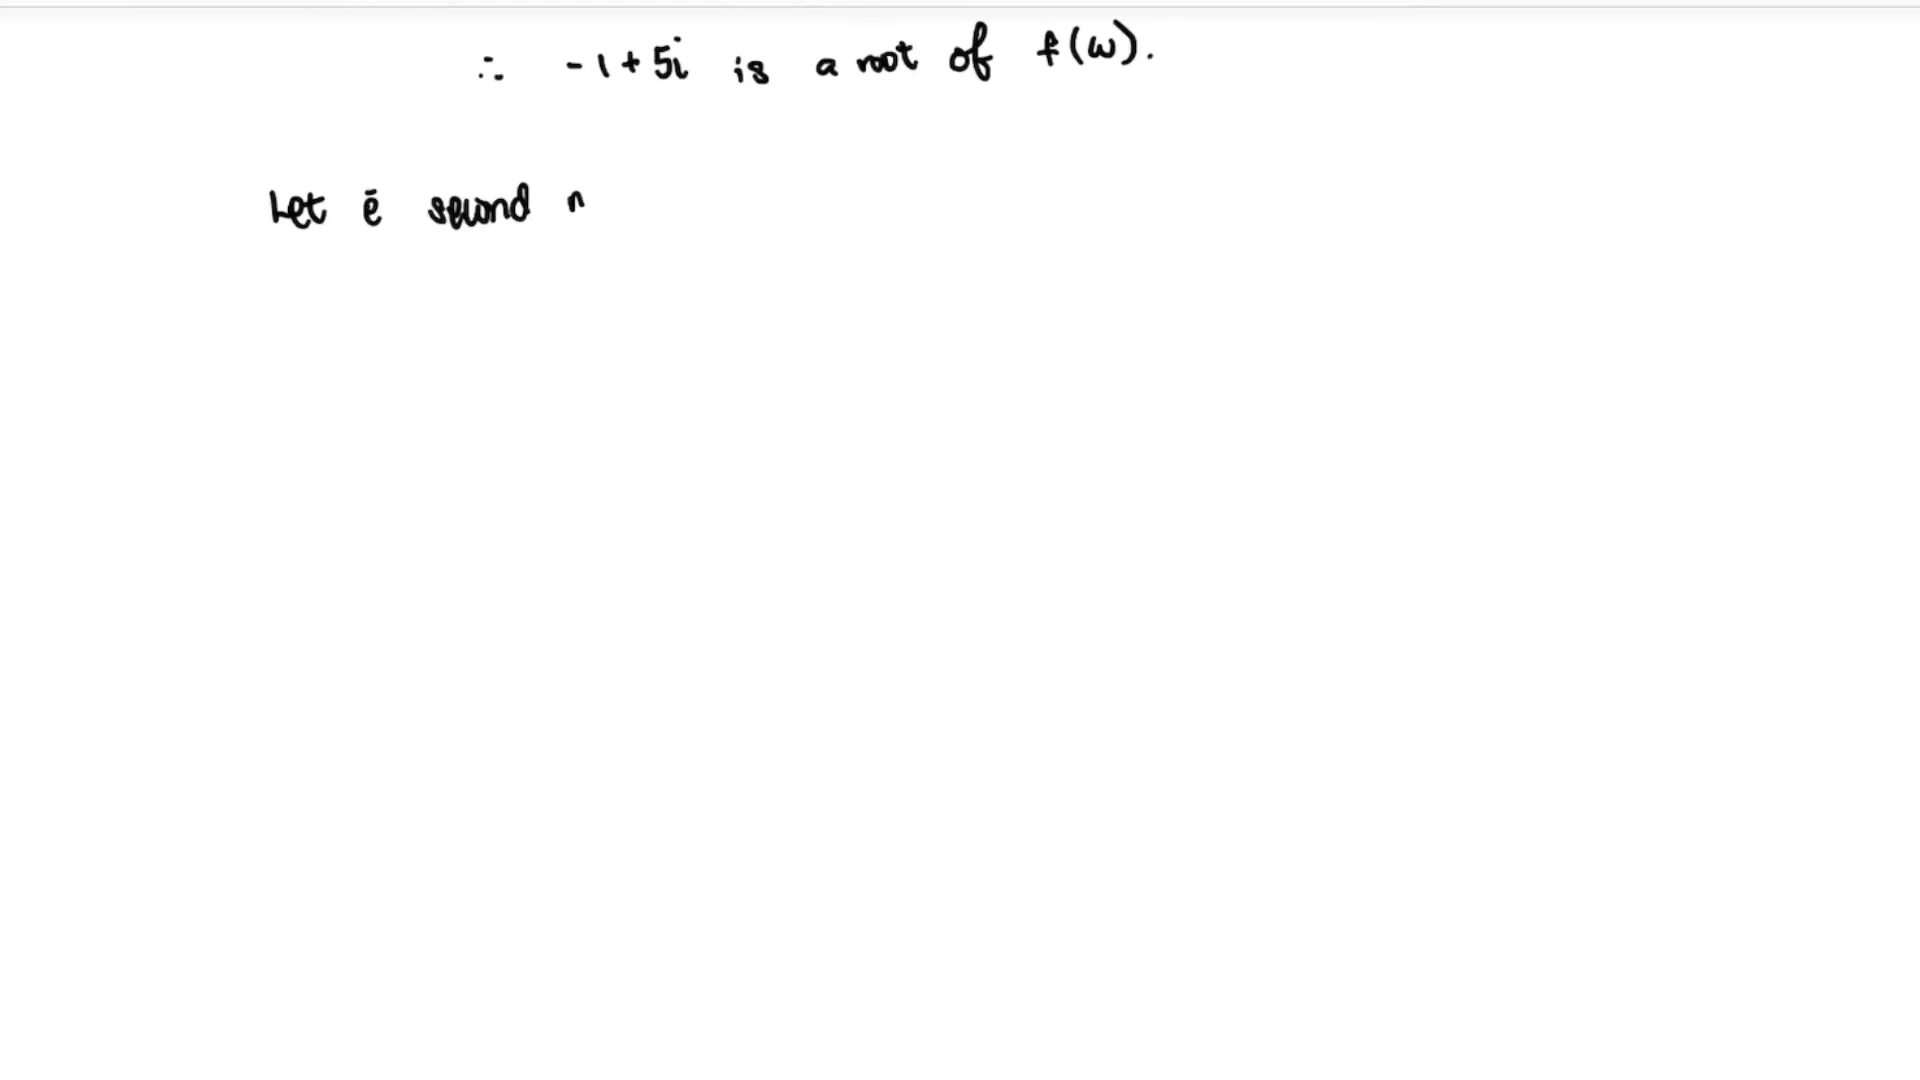 ∴ -1+5i is a root of f(w).
Let ē second r